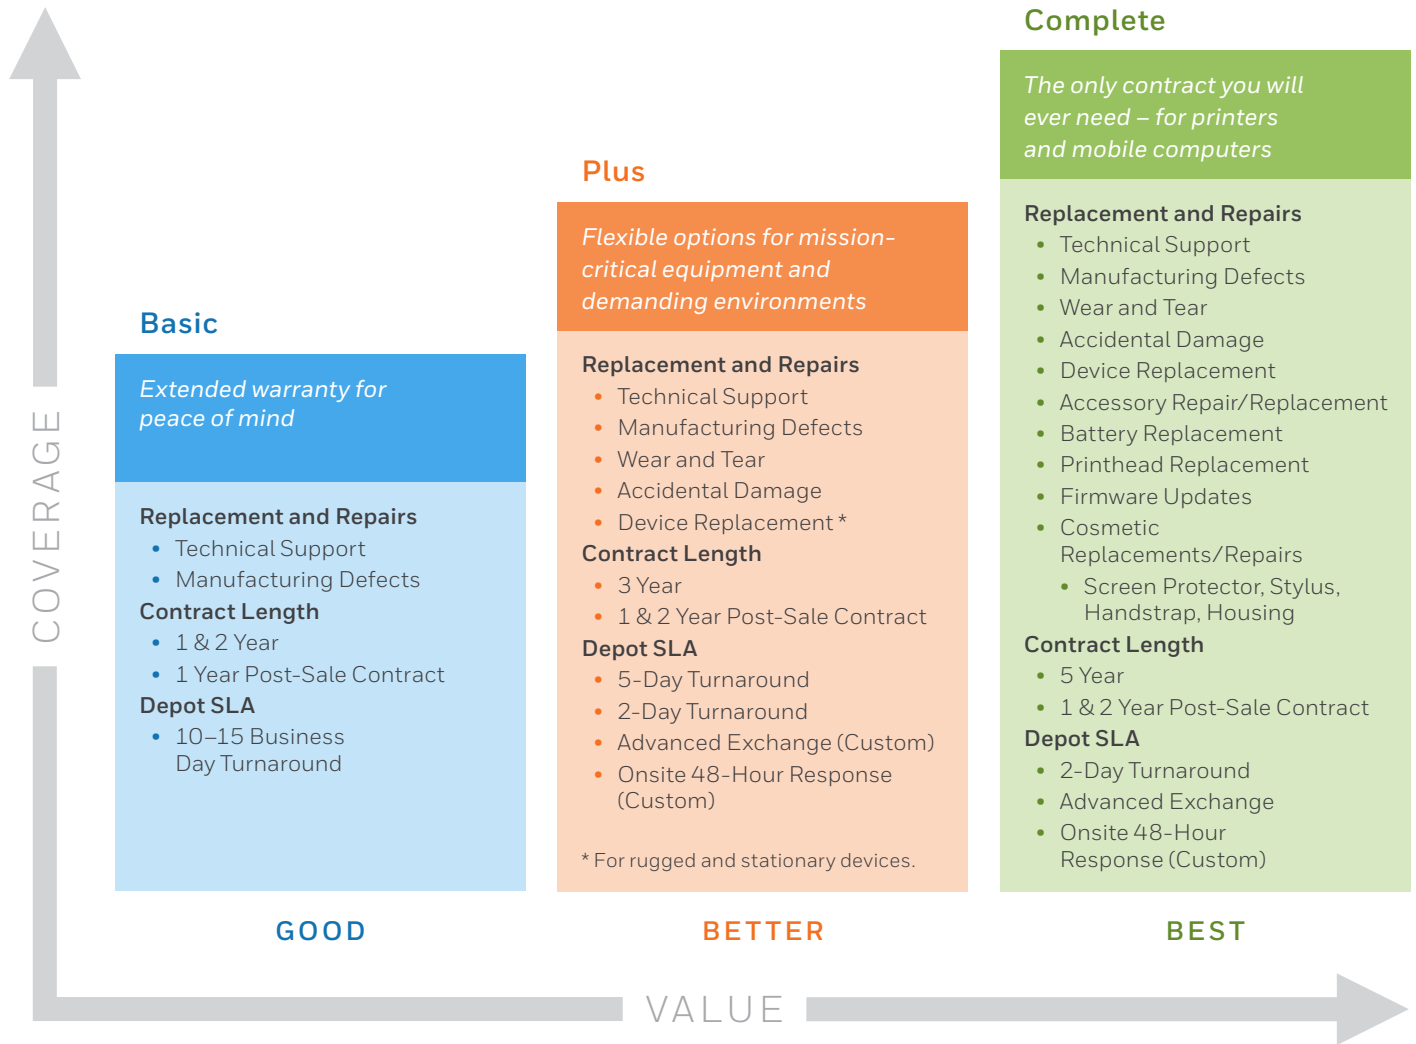 COVERAGE
Basic
Extended warranty for
peace of mind
Replacement and Repairs
• Technical Support
• Manufacturing Defects
Contract Length
• 1 & 2 Year
• 1 Year Post-Sale Contract
Depot SLA
• 10–15 Business
Day Turnaround
GOOD
Plus
Flexible options for mission-
critical equipment and
demanding environments
Replacement and Repairs
• Technical Support
• Manufacturing Defects
• Wear and Tear
• Accidental Damage
• Device Replacement *
Contract Length
• 3 Year
• 1 & 2 Year Post-Sale Contract
Depot SLA
• 5-Day Turnaround
• 2-Day Turnaround
• Advanced Exchange (Custom)
• Onsite 48-Hour Response
(Custom)
* For rugged and stationary devices.
BETTER
Complete
The only contract you will
ever need – for printers
and mobile computers
Replacement and Repairs
• Technical Support
• Manufacturing Defects
• Wear and Tear
• Accidental Damage
• Device Replacement
• Accessory Repair/Replacement
• Battery Replacement
• Printhead Replacement
• Firmware Updates
• Cosmetic
Replacements/Repairs
• Screen Protector, Stylus,
Handstrap, Housing
Contract Length
• 5 Year
• 1 & 2 Year Post-Sale Contract
Depot SLA
• 2-Day Turnaround
• Advanced Exchange
• Onsite 48-Hour
Response (Custom)
BEST
VALUE